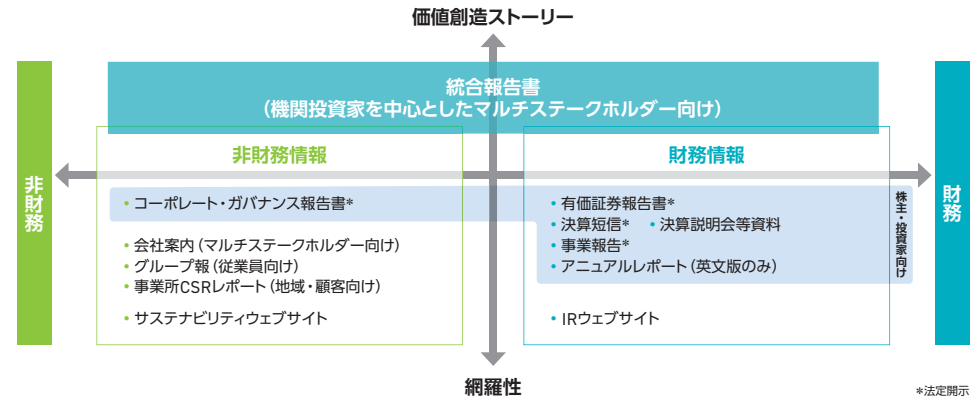 価値創造ストーリー
統合報告書
（機関投資家を中心としたマルチステークホルダー向け）
非財務
非財務情報
• コーポレート・ガバナンス報告書*
• 会社案内（マルチステークホルダー向け）
• グループ報（従業員向け）
• 事業所CSRレポート（地域・顧客向け）
• サステナビリティウェブサイト
財務情報
• 有価証券報告書*
• 決算短信* • 決算説明会等資料
• 事業報告*
• アニュアルレポート（英文版のみ）
• IRウェブサイト
株主・投資家向け
財務
網羅性
*法定開示